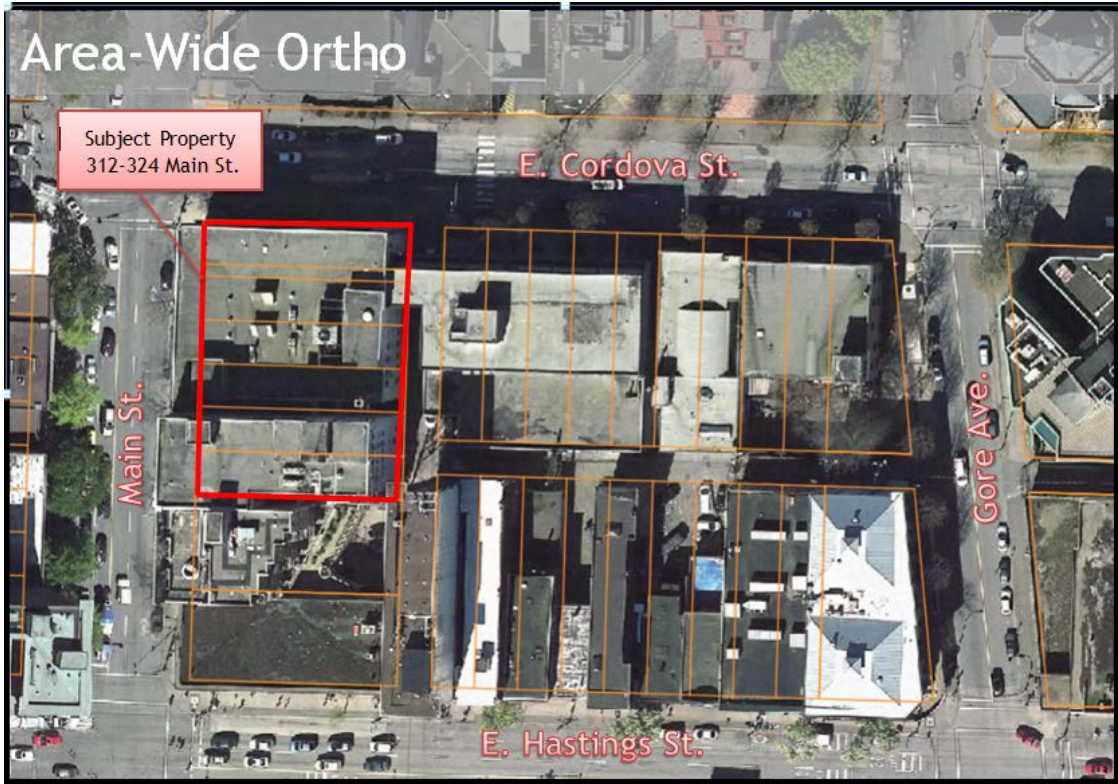 Area-Wide Ortho
Subject Property
312-324 Main St.
E. Cordova St.
Main St.
Gore Ave.
E. Hastings St.